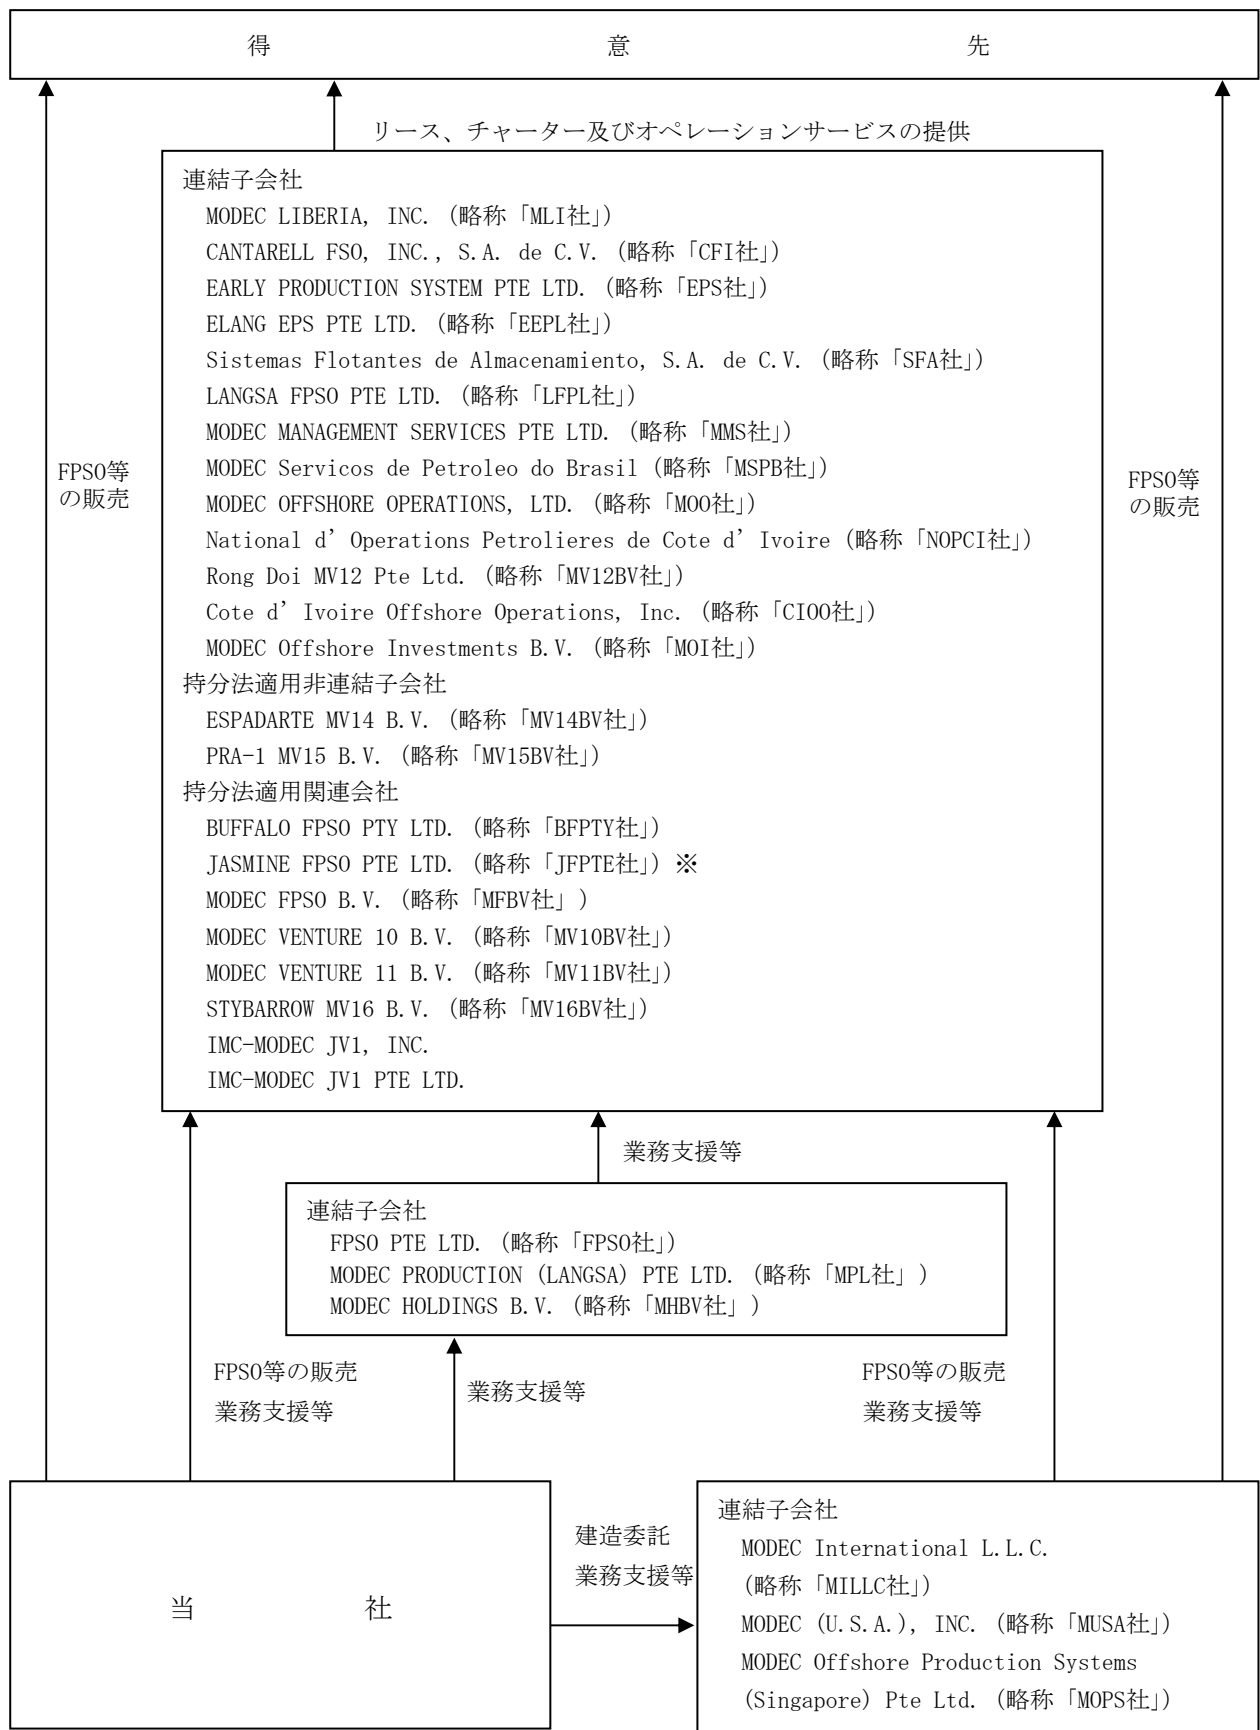 得意先
リース、チャーター及びオペレーションサービスの提供
連結子会社
MODEC LIBERIA, INC. (略称「MLI社」)
CANTARELL FSO, INC., S.A. de C.V. (略称「CFI社」)
EARLY PRODUCTION SYSTEM PTE LTD. (略称「EPS社」)
ELANG EPS PTE LTD. (略称「EEPL社」)
Sistemas Flotantes de Almacenamiento, S.A. de C.V. (略称「SFA社」)
LANGSA FPSO PTE LTD. (略称「LFPL社」)
MODEC MANAGEMENT SERVICES PTE LTD. (略称「MMS社」)
MODEC Servicos de Petroleo do Brasil (略称「MSPB社」)
MODEC OFFSHORE OPERATIONS, LTD. (略称「MOO社」)
National d’Operations Petrolieres de Cote d’Ivoire (略称「NOPCI社」)
Rong Doi MV12 Pte Ltd. (略称「MV12BV社」)
Cote d’Ivoire Offshore Operations, Inc. (略称「CIOO社」)
MODEC Offshore Investments B.V. (略称「MOI社」)
持分法適用非連結子会社
ESPADARTE MV14 B.V. (略称「MV14BV社」)
PRA-1 MV15 B.V. (略称「MV15BV社」)
持分法適用関連会社
BUFFALO FPSO PTY LTD. (略称「BFPTY社」)
JASMINE FPSO PTE LTD. (略称「JFPTE社」) ※
MODEC FPSO B.V. (略称「MFBV社」)
MODEC VENTURE 10 B.V. (略称「MV10BV社」)
MODEC VENTURE 11 B.V. (略称「MV11BV社」)
STYBARROW MV16 B.V. (略称「MV16BV社」)
IMC-MODEC JV1, INC.
IMC-MODEC JV1 PTE LTD.
FPSO等
の販売
FPSO等
の販売
業務支援等
連結子会社
FPSO PTE LTD. (略称「FPSO社」)
MODEC PRODUCTION (LANGSA) PTE LTD. (略称「MPL社」)
MODEC HOLDINGS B.V. (略称「MHBV社」)
FPSO等の販売
業務支援等
業務支援等
FPSO等の販売
業務支援等
当社
建造委託
業務支援等
連結子会社
MODEC International L.L.C.
(略称「MILLC社」)
MODEC (U.S.A.), INC. (略称「MUSA社」)
MODEC Offshore Production Systems
(Singapore) Pte Ltd. (略称「MOPS社」)